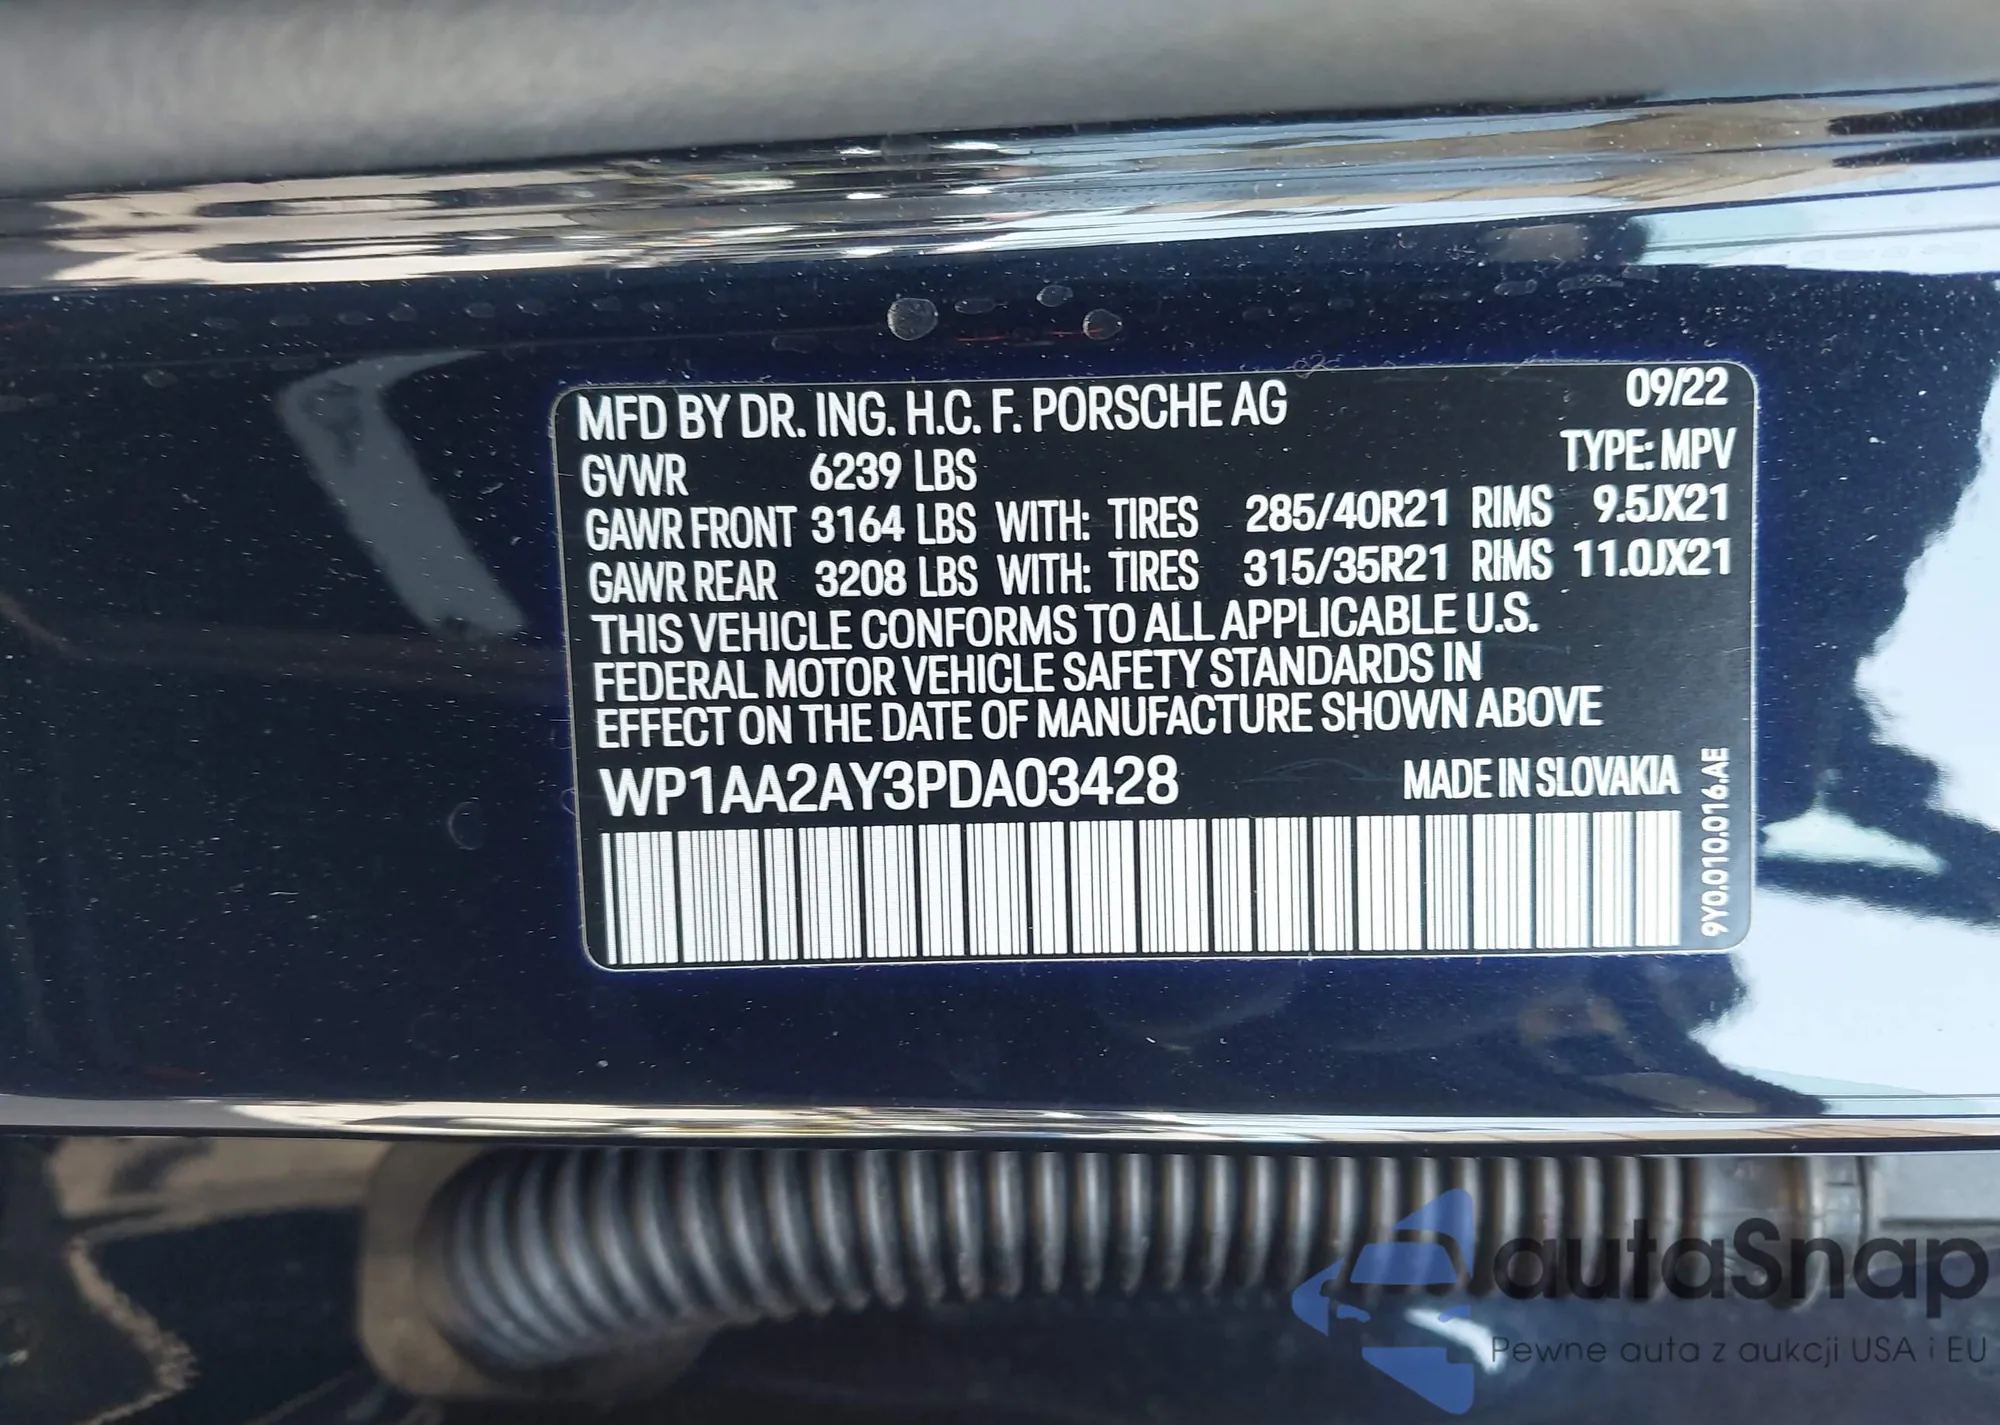 MFD BY DR. ING. H.C. F. PORSCHE AG 09/22
GVWR 6239 LBS TYPE: MPV
GAWR FRONT 3164 LBS WITH: TIRES 285/40R21 RIMS 9.5JX21
GAWR REAR 3208 LBS WITH: TIRES 315/35R21 RIMS 11.0JX21
THIS VEHICLE CONFORMS TO ALL APPLICABLE U.S.
FEDERAL MOTOR VEHICLE SAFETY STANDARDS IN
EFFECT ON THE DATE OF MANUFACTURE SHOWN ABOVE
WP1AA2AY3PDA03428 MADE IN SLOVAKIA
9Y0.010.016.AE
autaSnap
Pewne auta z aukcji USA i EU